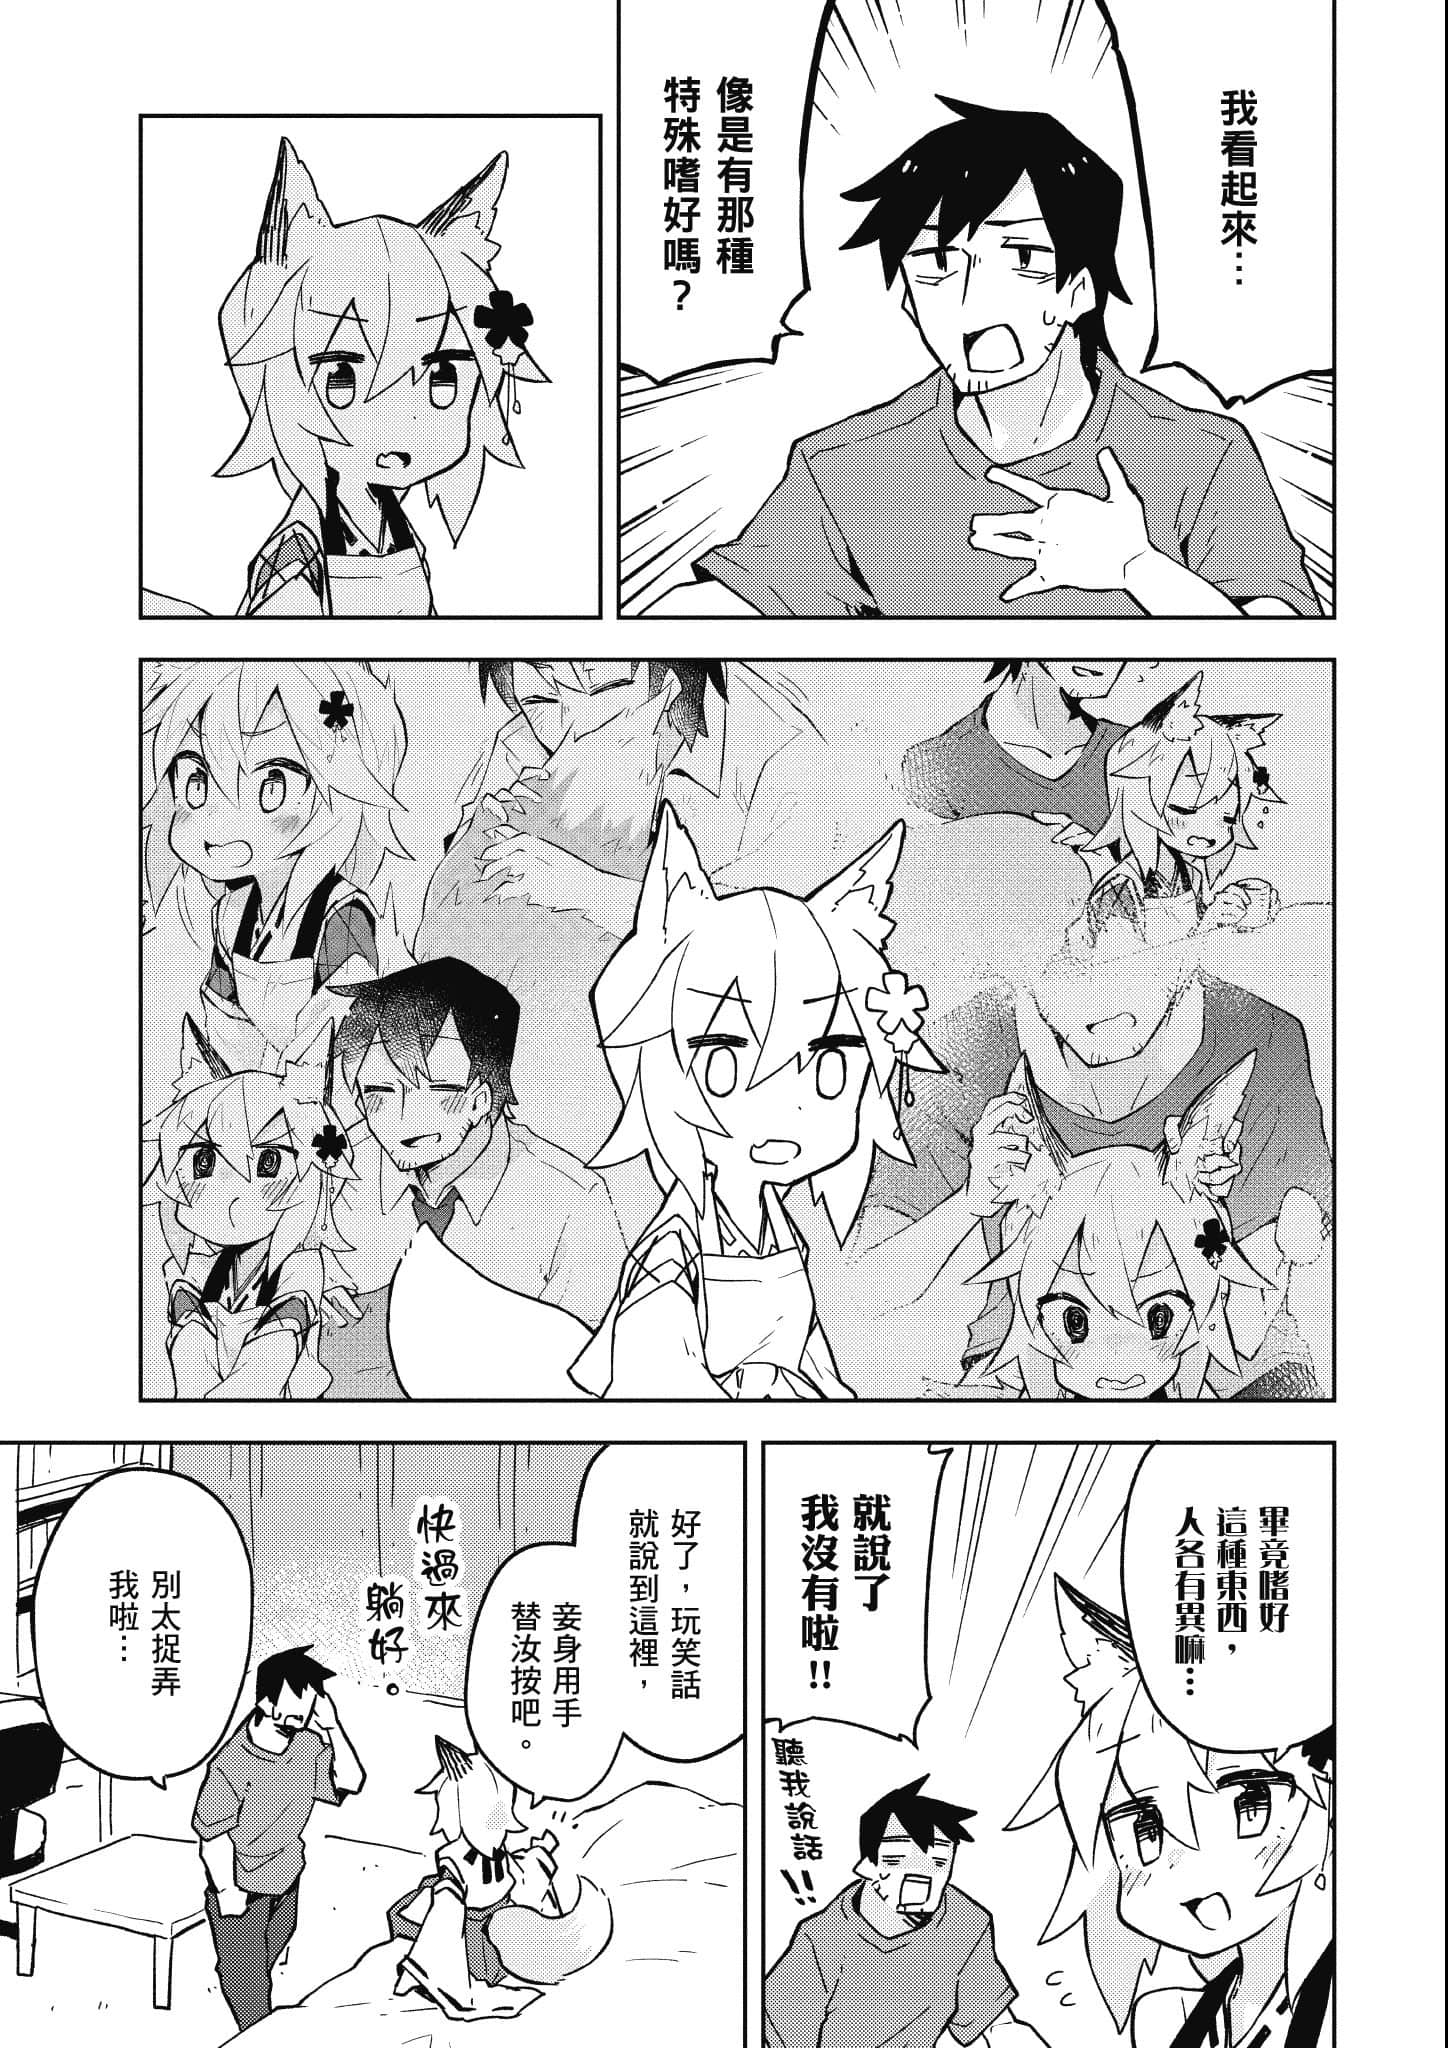 我看起來…
像是有那種
特殊嗜好嗎？
畢竟嗜好
這種東西，
人各有異嘛…
就說了
我沒有啦！！
聽我說話！！
好了，玩笑話
就說到這裡，
妾身用手
替汝按吧。
快過來
躺好。
別太捉弄
我啦…